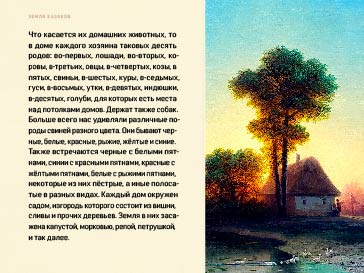 ЗЕМЛЯ КАЗАКОВ
Что касается их домашних животных, то
в доме каждого хозяина таковых десять
родов: во-первых, лошади, во-вторых, ко-
ровы, в-третьих, овцы, в-четвертых, козы, в-
пятых, свиньи, в-шестых, куры, в-седьмых,
гуси, в-восьмых, утки, в-девятых, индюшки,
в-десятых, голуби, для которых есть места
над потолками домов. Держат также собак.
Больше всего нас удивляли различные по-
роды свиней разного цвета. Они бывают чер-
ные, белые, красные, рыжие, жёлтые и синие.
Также встречаются черные с белыми пят-
нами, синии с красными пятнами, красные с
жёлтыми пятнами, белые с рыжими пятнами,
некоторые из них пёстрые, а иные полоса-
тые в разных видах. Каждый дом окружен
садом, изгородь которого состоит из вишни,
сливы и прочих деревьев. Земля в них заса-
жена капустой, морковью, репой, петрушкой,
и так далее.